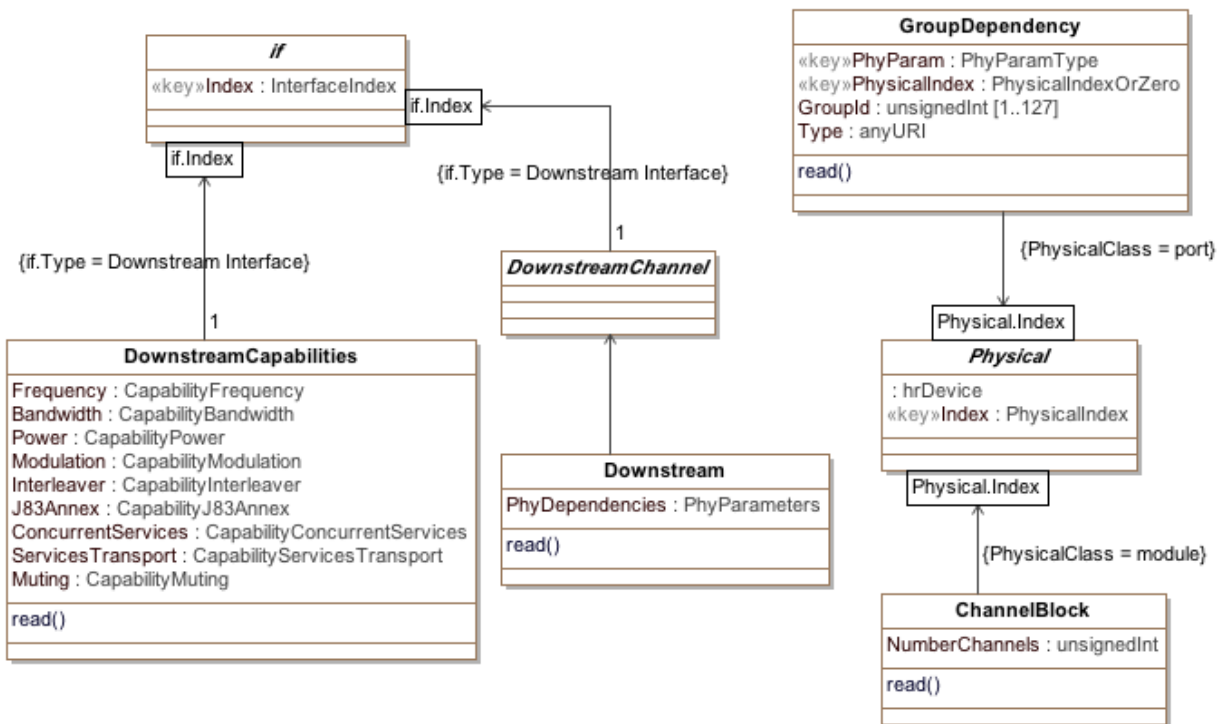 if
«key»Index : InterfaceIndex
if.Index
if.Index
{if.Type = Downstream Interface}
{if.Type = Downstream Interface}
1
1
DownstreamCapabilities
Frequency : CapabilityFrequency
Bandwidth : CapabilityBandwidth
Power : CapabilityPower
Modulation : CapabilityModulation
Interleaver : CapabilityInterleaver
J83Annex : CapabilityJ83Annex
ConcurrentServices : CapabilityConcurrentServices
ServicesTransport : CapabilityServicesTransport
Muting : CapabilityMuting
read()
DownstreamChannel
Downstream
PhyDependencies : PhyParameters
read()
GroupDependency
«key»PhyParam : PhyParamType
«key»PhysicalIndex : PhysicalIndexOrZero
GroupId : unsignedInt [1..127]
Type : anyURI
read()
{PhysicalClass = port}
Physical.Index
Physical
: hrDevice
«key»Index : PhysicalIndex
Physical.Index
{PhysicalClass = module}
ChannelBlock
NumberChannels : unsignedInt
read()